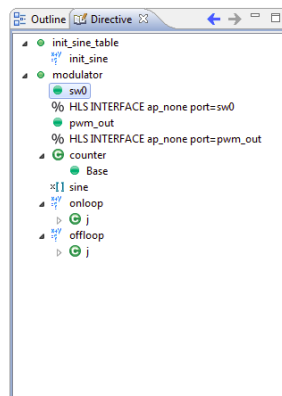 Outline Directive
init_sine_table
init_sine
modulator
sw0
% HLS INTERFACE ap_none port=sw0
pwm_out
% HLS INTERFACE ap_none port=pwm_out
counter
Base
x[] sine
onloop
j
offloop
j